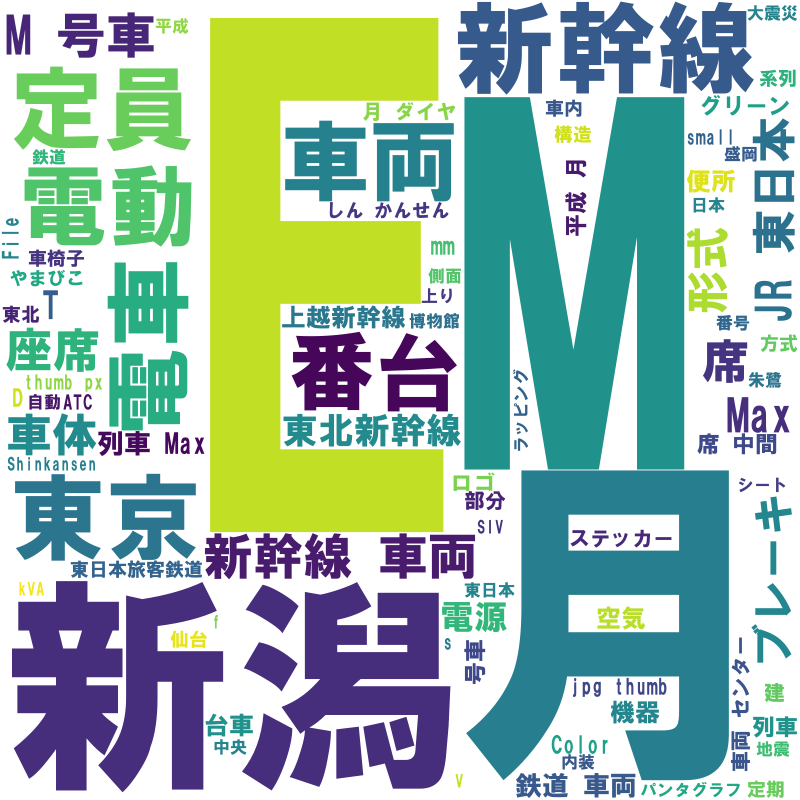 M 号車
平成
新幹線
大震災
系列
定員
E
月 ダイヤ
M
車内
グリーン
鉄道
車両
構造
small
盛岡
JR 東日本
電動
しん かんせん
平成 月
便所
日本
File
車椅子
やまびこ
mm
側面
形式
東北
T
電車
上り
上越新幹線
博物館
番号
座席
番台
席
方式
thumb px
朱鷺
D
自動ATC
ラッピング
Max
車体
列車 Max
東北新幹線
席 中間
Shinkansen
東京
ロゴ
月
シート
部分
SIV
ブレーキ
新幹線 車両
ステッカー
東日本旅客鉄道
kVA
新潟
f
東日本
電源
空気
仙台
s
号車
車両 センター
jpg thumb
建
台車
機器
列車
中央
Color
地震
内装
V
鉄道 車両
パンタグラフ
定期